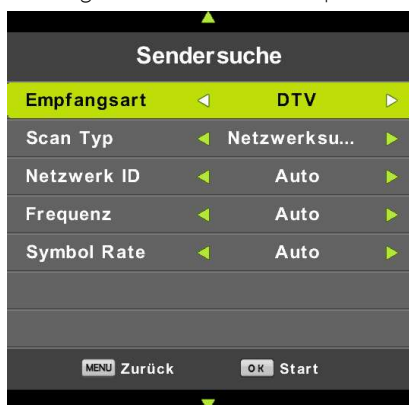 Sendersuche
Empfangsart DTV
Scan Typ Netzwerksu...
Netzwerk ID Auto
Frequenz Auto
Symbol Rate Auto
MENU Zurück OK Start